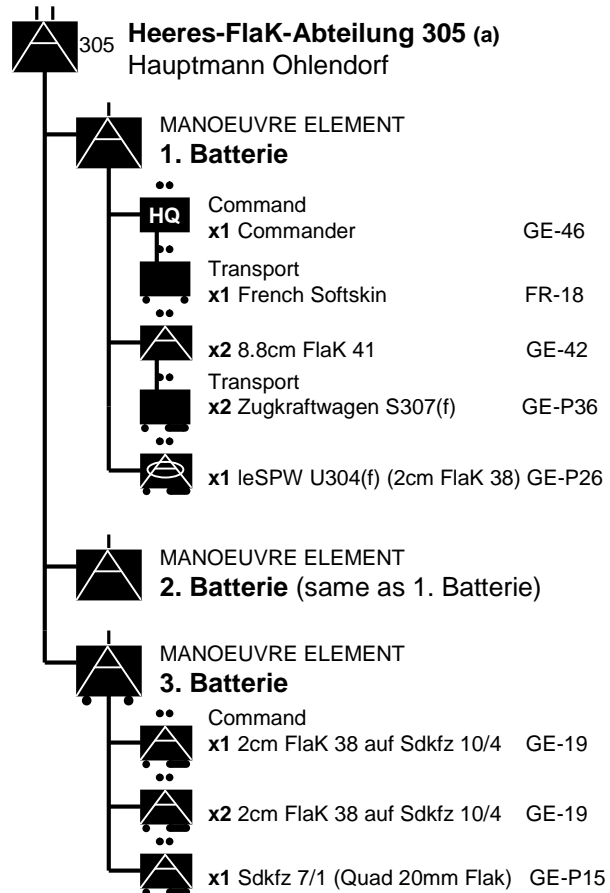 305 Heeres-FlaK-Abteilung 305 (a)
Hauptmann Ohlendorf
MANOEUVRE ELEMENT
1. Batterie
HQ
Command
x1 Commander GE-46
Transport
x1 French Softskin FR-18
x2 8.8cm FlaK 41 GE-42
Transport
x2 Zugkraftwagen S307(f) GE-P36
x1 leSPW U304(f) (2cm FlaK 38) GE-P26
MANOEUVRE ELEMENT
2. Batterie (same as 1. Batterie)
MANOEUVRE ELEMENT
3. Batterie
Command
x1 2cm FlaK 38 auf Sdkfz 10/4 GE-19
x2 2cm FlaK 38 auf Sdkfz 10/4 GE-19
x1 Sdkfz 7/1 (Quad 20mm Flak) GE-P15